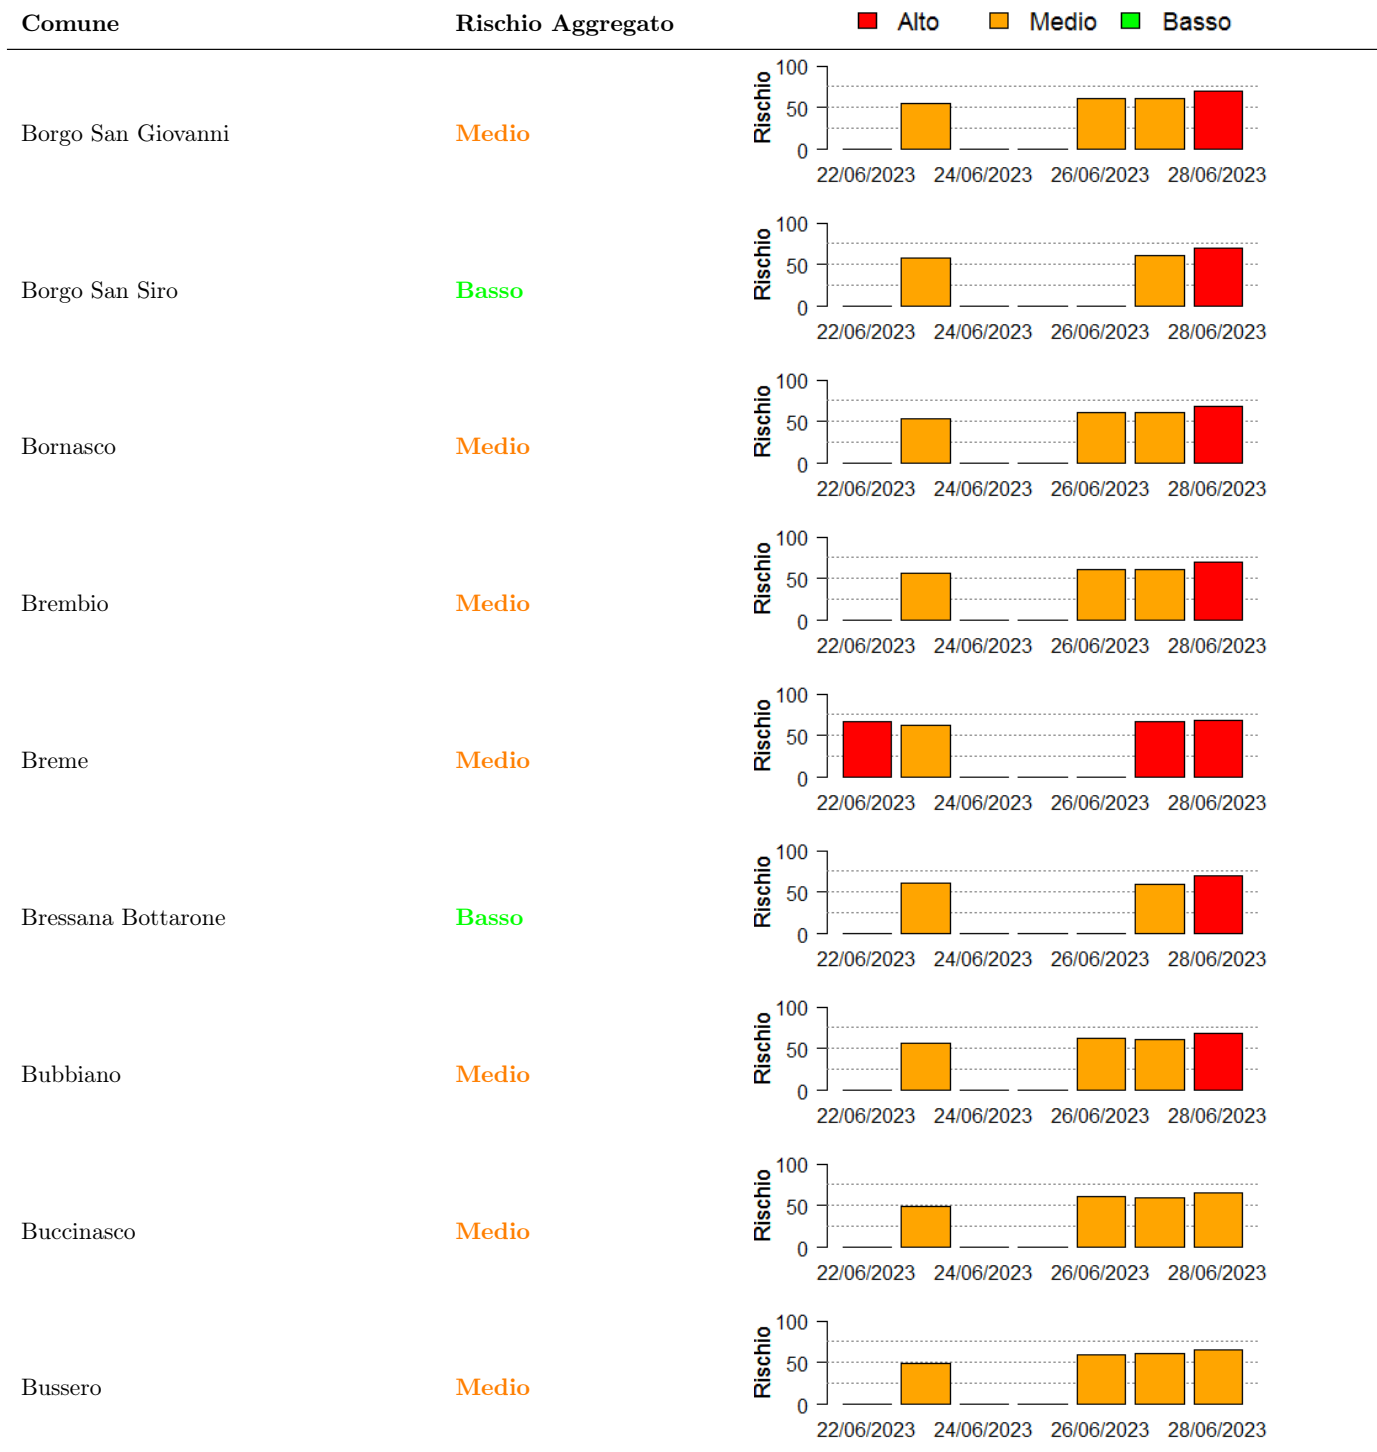 Comune Rischio Aggregato Alto Medio Basso
100
50
0
Rischio
Borgo San Giovanni Medio
22/06/2023 24/06/2023 26/06/2023 28/06/2023
100
50
0
Rischio
Borgo San Siro Basso
22/06/2023 24/06/2023 26/06/2023 28/06/2023
100
50
0
Rischio
Bornasco Medio
22/06/2023 24/06/2023 26/06/2023 28/06/2023
100
50
0
Rischio
Brembio Medio
22/06/2023 24/06/2023 26/06/2023 28/06/2023
100
50
0
Rischio
Breme Medio
22/06/2023 24/06/2023 26/06/2023 28/06/2023
100
50
0
Rischio
Bressana Bottarone Basso
22/06/2023 24/06/2023 26/06/2023 28/06/2023
100
50
0
Rischio
Bubbiano Medio
22/06/2023 24/06/2023 26/06/2023 28/06/2023
100
50
0
Rischio
Buccinasco Medio
22/06/2023 24/06/2023 26/06/2023 28/06/2023
100
50
0
Rischio
Bussero Medio
22/06/2023 24/06/2023 26/06/2023 28/06/2023